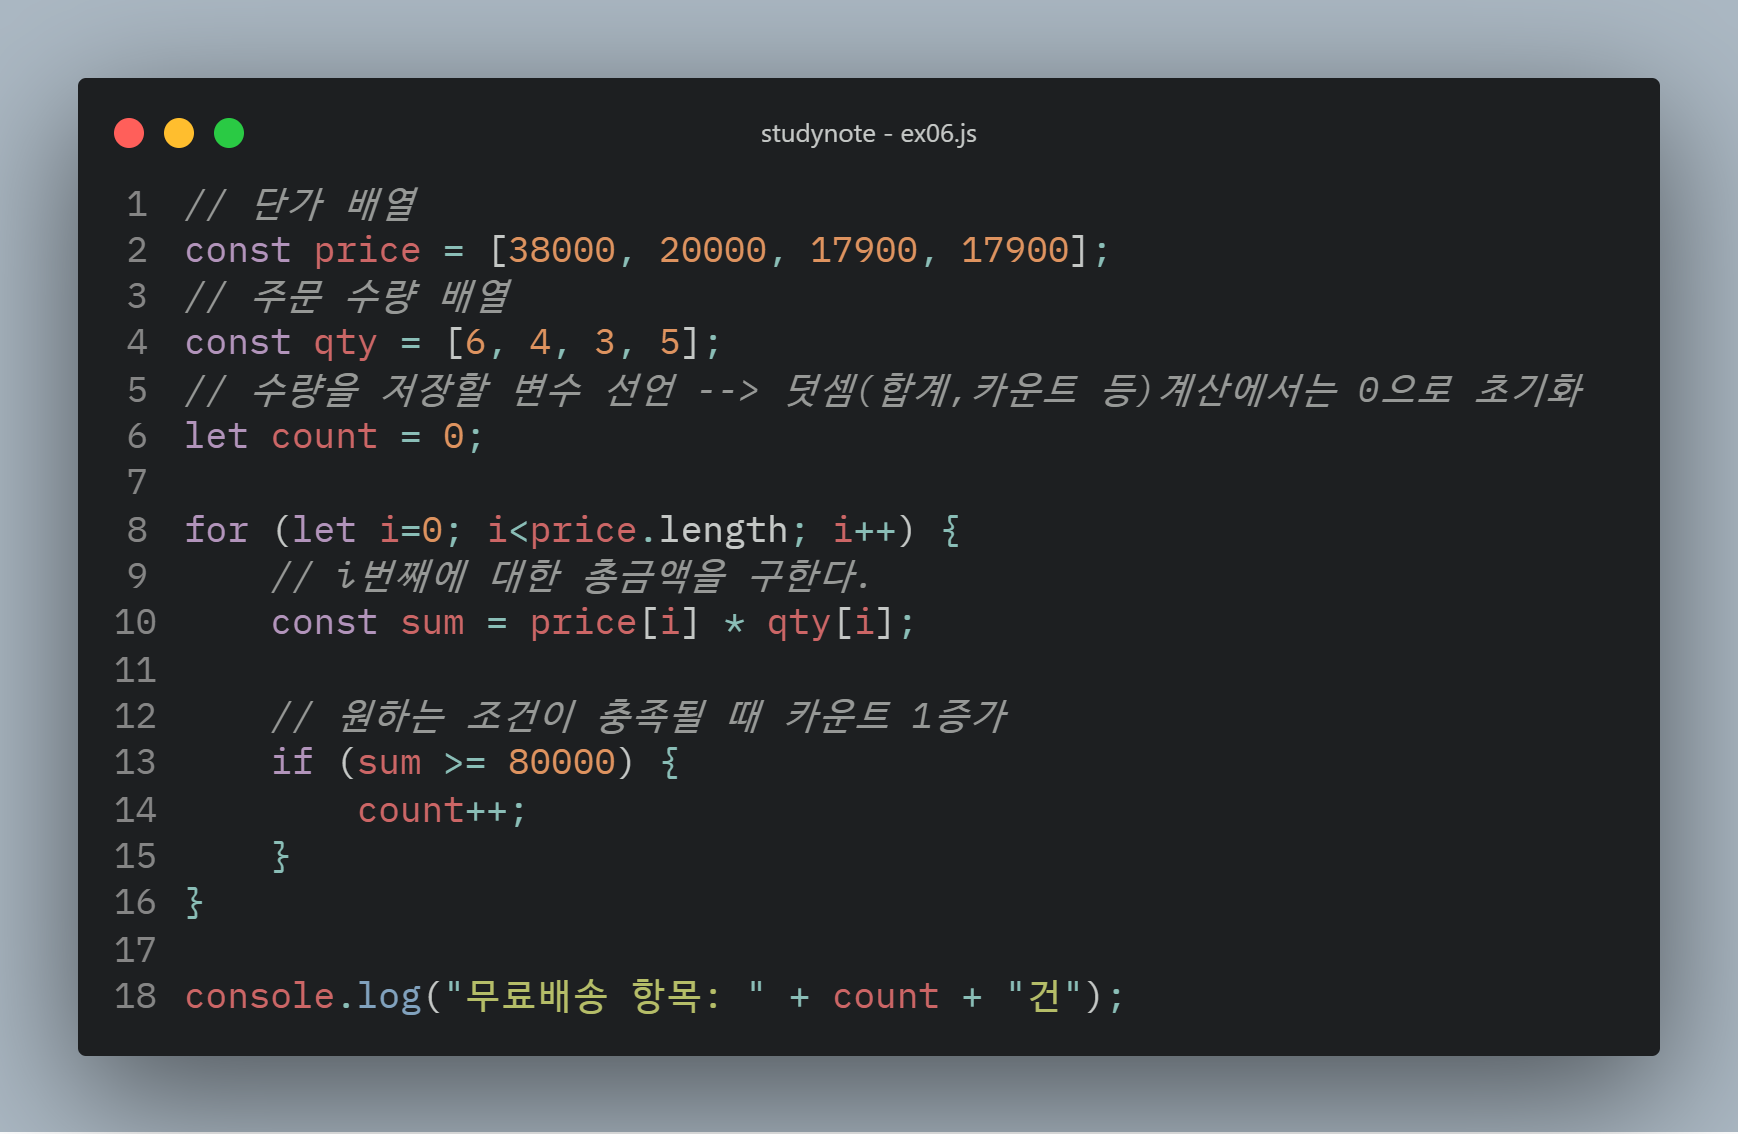 studynote - ex06.js
1 // 단가 배열
2 const price = [38000, 20000, 17900, 17900];
3 // 주문 수량 배열
4 const qty = [6, 4, 3, 5];
5 // 수량을 저장할 변수 선언 --> 덧셈(합계,카운트 등)계산에서는 0으로 초기화
6 let count = 0;
7
8 for (let i=0; i<price.length; i++) {
9     // i번째에 대한 총금액을 구한다.
10     const sum = price[i] * qty[i];
11
12     // 원하는 조건이 충족될 때 카운트 1증가
13     if (sum >= 80000) {
14         count++;
15     }
16 }
17
18 console.log("무료배송 항목: " + count + "건");